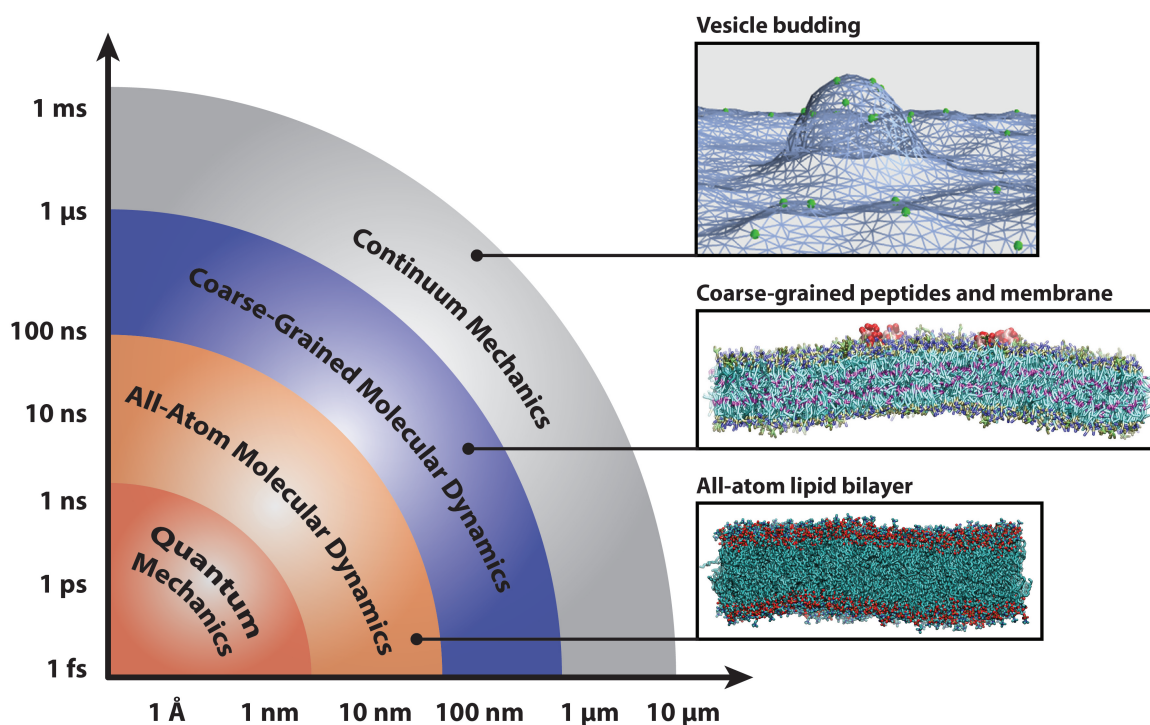 Vesicle budding
1 ms
1 µs
100 ns
10 ns
1 ns
1 ps
1 fs
Continuum Mechanics
Coarse-Grained Molecular Dynamics
All-Atom Molecular Dynamics
Quantum
Mechanics
Coarse-grained peptides and membrane
All-atom lipid bilayer
1 Å
1 nm
10 nm
100 nm
1 µm
10 µm